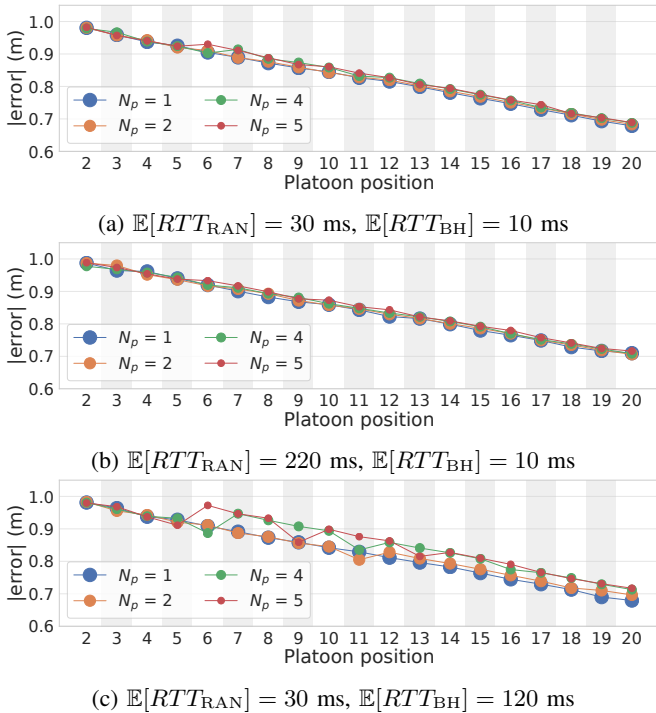 1.0
0.9
0.8
0.7
0.6
|error| (m)
N_p = 1 N_p = 4
N_p = 2 N_p = 5
2 3 4 5 6 7 8 9 10 11 12 13 14 15 16 17 18 19 20
Platoon position
(a) 𝔼[RTT_RAN] = 30 ms, 𝔼[RTT_BH] = 10 ms
1.0
0.9
0.8
0.7
0.6
|error| (m)
N_p = 1 N_p = 4
N_p = 2 N_p = 5
2 3 4 5 6 7 8 9 10 11 12 13 14 15 16 17 18 19 20
Platoon position
(b) 𝔼[RTT_RAN] = 220 ms, 𝔼[RTT_BH] = 10 ms
1.0
0.9
0.8
0.7
0.6
|error| (m)
N_p = 1 N_p = 4
N_p = 2 N_p = 5
2 3 4 5 6 7 8 9 10 11 12 13 14 15 16 17 18 19 20
Platoon position
(c) 𝔼[RTT_RAN] = 30 ms, 𝔼[RTT_BH] = 120 ms